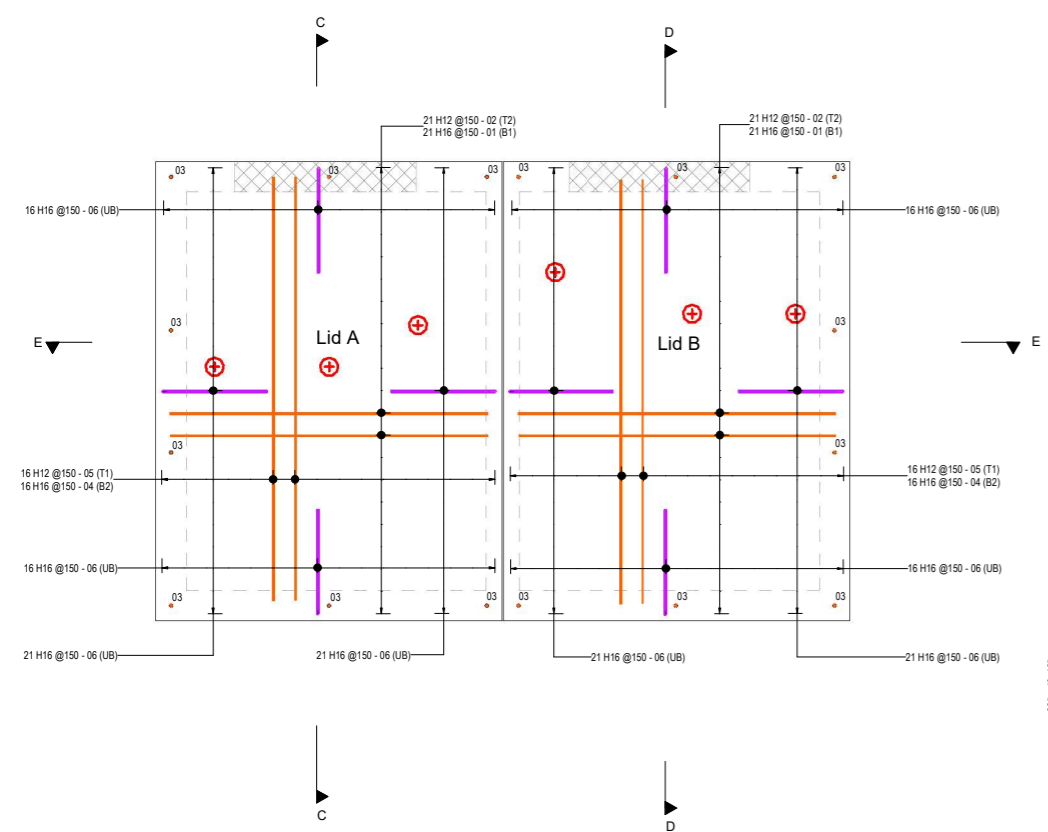 C
D
21 H12 @150 - 02 (T2)
21 H16 @150 - 01 (B1)
21 H12 @150 - 02 (T2)
21 H16 @150 - 01 (B1)
03
03
03
03
03
03
16 H16 @150 - 06 (UB)
16 H16 @150 - 06 (UB)
03
03
Lid A
Lid B
E
E
03
03
16 H12 @150 - 05 (T1)
16 H16 @150 - 04 (B2)
16 H12 @150 - 05 (T1)
16 H16 @150 - 04 (B2)
16 H16 @150 - 06 (UB)
16 H16 @150 - 06 (UB)
03
03
03
03
03
03
21 H16 @150 - 06 (UB)
21 H16 @150 - 06 (UB)
21 H16 @150 - 06 (UB)
21 H16 @150 - 06 (UB)
C
D